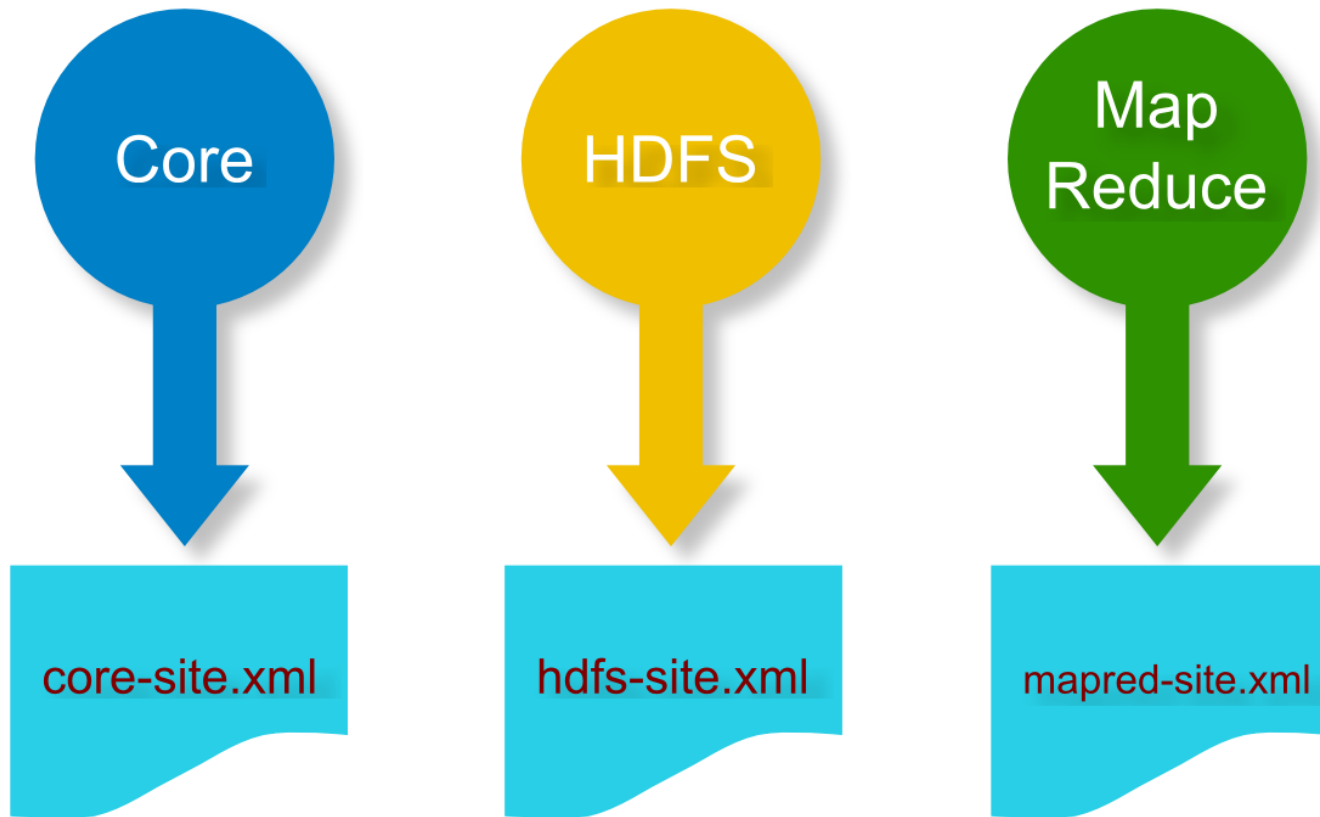 Core
HDFS
Map
Reduce
core-site.xml
hdfs-site.xml
mapred-site.xml